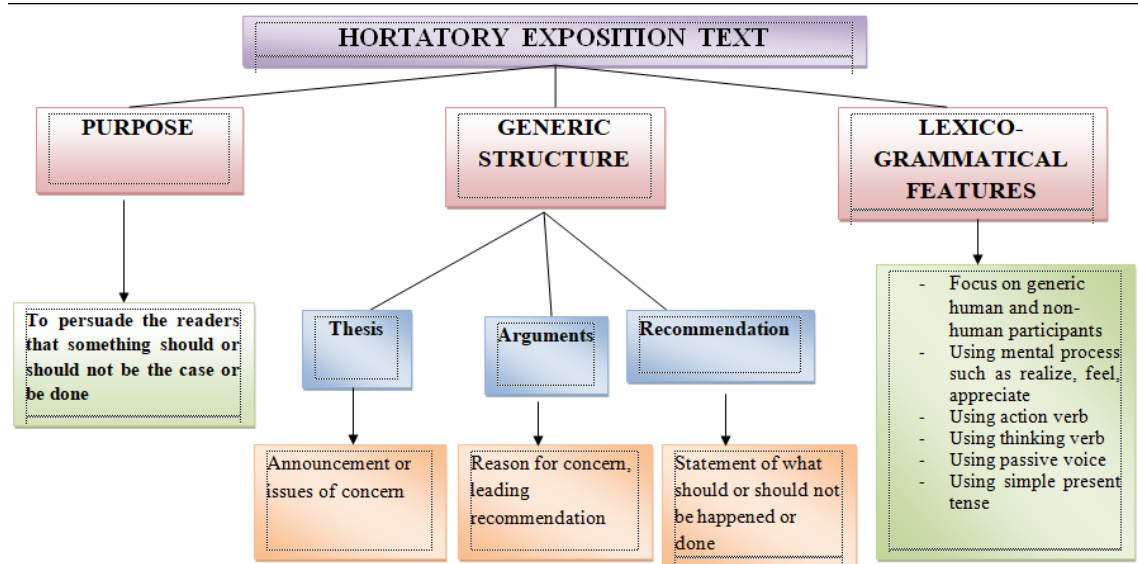 HORTATORY EXPOSITION TEXT
PURPOSE
GENERIC
STRUCTURE
LEXICO-
GRAMMATICAL
FEATURES
To persuade the readers
that something should or
should not be the case or
be done
Thesis
Arguments
Recommendation
Announcement or
issues of concern
Reason for concern,
leading
recommendation
Statement of what
should or should not
be happened or
done
- Focus on generic
human and non-
human participants
- Using mental process
such as realize, feel,
appreciate
- Using action verb
- Using thinking verb
- Using passive voice
- Using simple present
tense